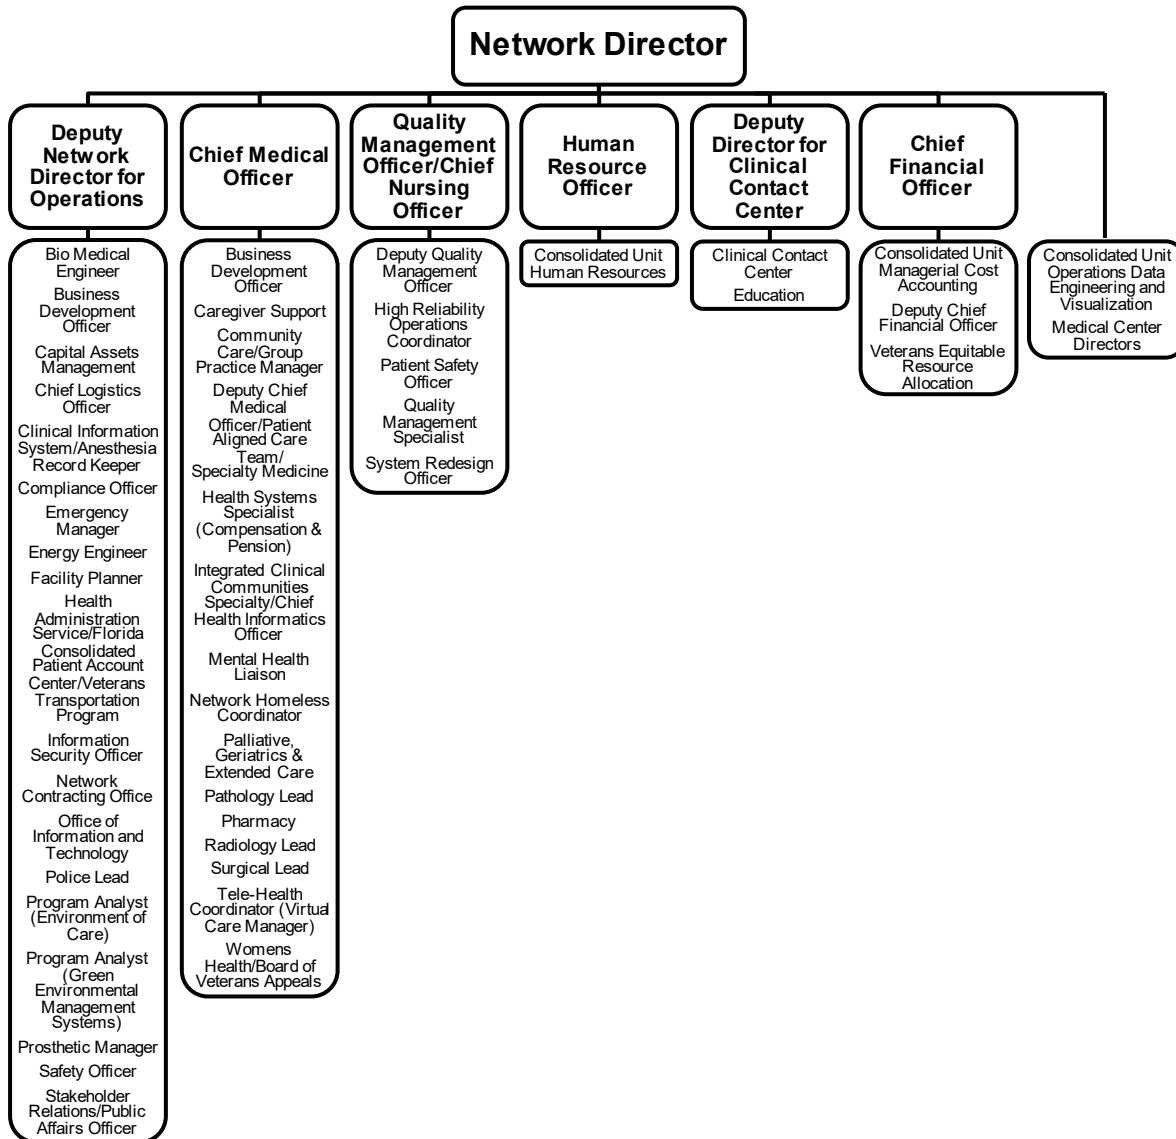 Network Director
Deputy
Network
Director for
Operations
Chief Medical
Officer
Quality
Management
Officer/Chief
Nursing
Officer
Human
Resource
Officer
Deputy
Director for
Clinical
Contact
Center
Chief
Financial
Officer
Bio Medical
Engineer
Business
Development
Officer
Capital Assets
Management
Chief Logistics
Officer
Clinical Information
System/Anesthesia
Record Keeper
Compliance Officer
Emergency
Manager
Energy Engineer
Facility Planner
Health
Administration
Service/Florida
Consolidated
Patient Account
Center/Veterans
Transportation
Program
Information
Security Officer
Network
Contracting Office
Office of
Information and
Technology
Police Lead
Program Analyst
(Environment of
Care)
Program Analyst
(Green
Environmental
Management
Systems)
Prosthetic Manager
Safety Officer
Stakeholder
Relations/Public
Affairs Officer
Business
Development
Officer
Caregiver Support
Community
Care/Group
Practice Manager
Deputy Chief
Medical
Officer/Patient
Aligned Care
Team/
Specialty Medicine
Health Systems
Specialist
(Compensation &
Pension)
Integrated Clinical
Communities
Specialty/Chief
Health Informatics
Officer
Mental Health
Liaison
Network Homeless
Coordinator
Palliative,
Geriatrics &
Extended Care
Pathology Lead
Pharmacy
Radiology Lead
Surgical Lead
Tele-Health
Coordinator (Virtual
Care Manager)
Womens
Health/Board of
Veterans Appeals
Deputy Quality
Management
Officer
High Reliability
Operations
Coordinator
Patient Safety
Officer
Quality
Management
Specialist
System Redesign
Officer
Consolidated Unit
Human Resources
Clinical Contact
Center
Education
Consolidated Unit
Managerial Cost
Accounting
Deputy Chief
Financial Officer
Veterans Equitable
Resource
Allocation
Consolidated Unit
Operations Data
Engineering and
Visualization
Medical Center
Directors